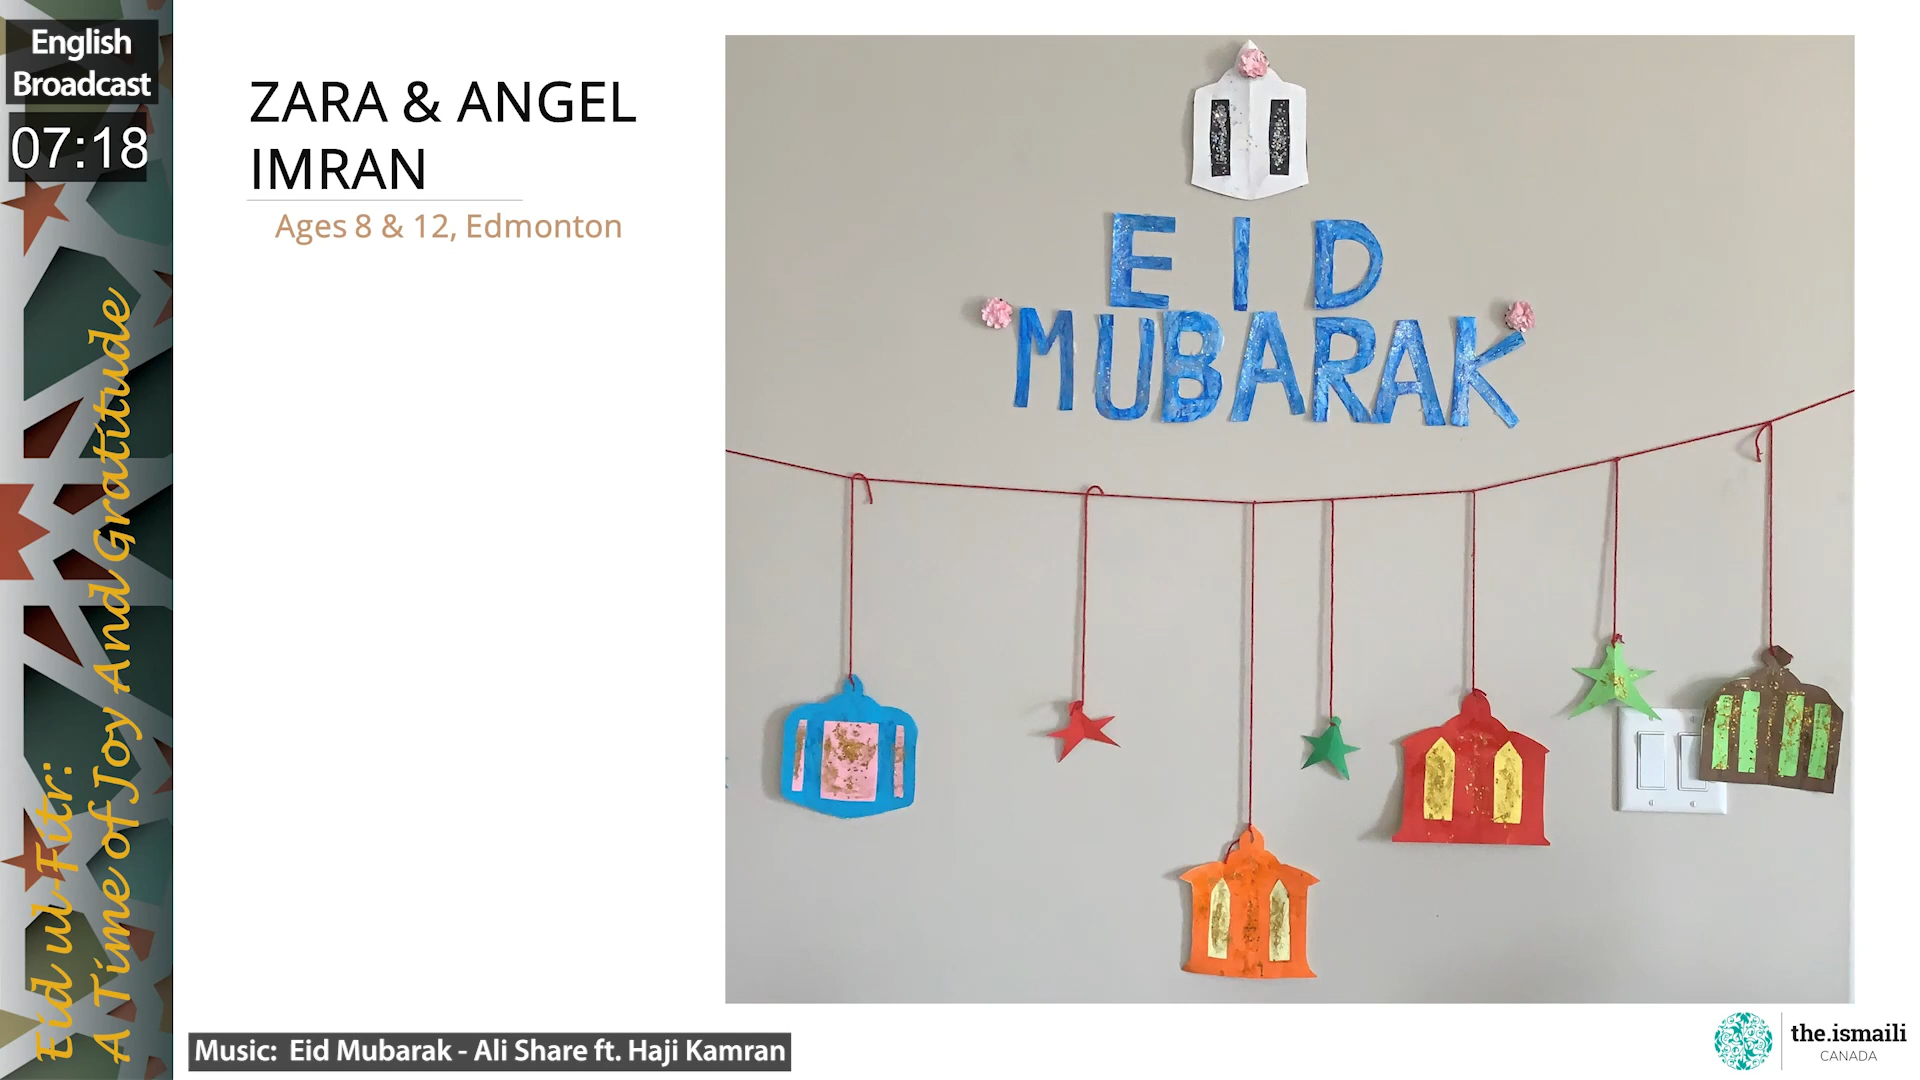 English
Broadcast
07:18
Eid ul-Fitr:
A Time of Joy And Gratitude
ZARA & ANGEL
IMRAN
Ages 8 & 12, Edmonton
EID
MUBARAK
Music: Eid Mubarak - Ali Share ft. Haji Kamran
the.ismaili
CANADA